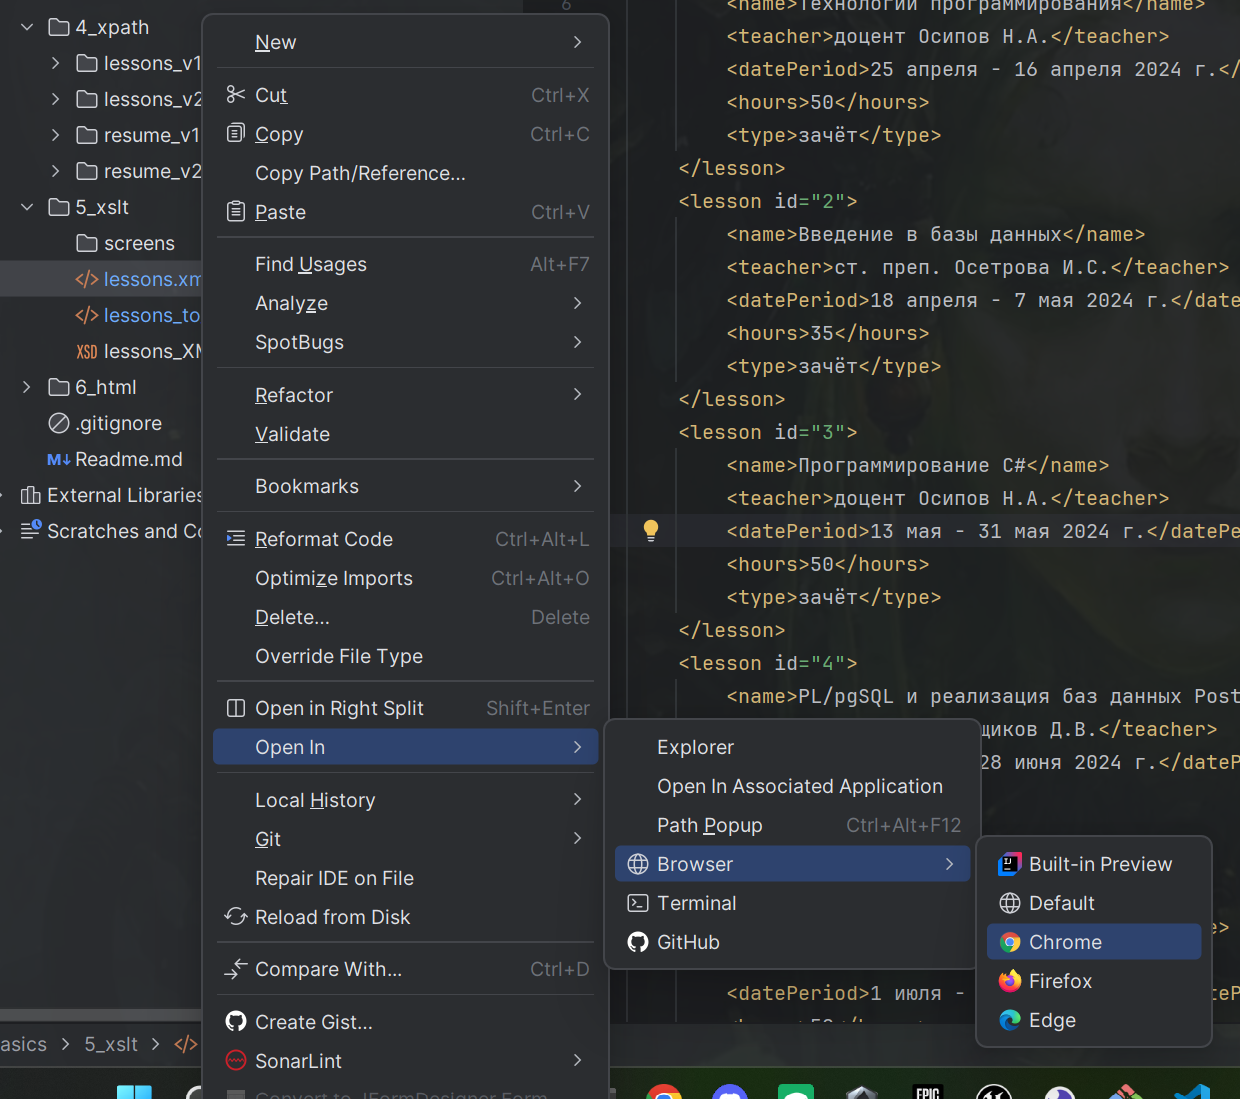 4_xpath
lessons_v1
lessons_v2
resume_v1
resume_v2
5_xslt
screens
lessons.xm
lessons_to
XSD lessons_XM
6_html
.gitignore
M↓ Readme.md
External Libraries
Scratches and Co
asics > 5_xslt > </>
New
Cut Ctrl+X
Copy Ctrl+C
Copy Path/Reference...
Paste Ctrl+V
Find Usages Alt+F7
Analyze
SpotBugs
Refactor
Validate
Bookmarks
Reformat Code Ctrl+Alt+L
Optimize Imports Ctrl+Alt+O
Delete... Delete
Override File Type
Open in Right Split Shift+Enter
Open In
Local History
Git
Repair IDE on File
Reload from Disk
Compare With... Ctrl+D
Create Gist...
SonarLint
Convert to JFormDesigner Form
Explorer
Open In Associated Application
Path Popup Ctrl+Alt+F12
Browser
Terminal
GitHub
Built-in Preview
Default
Chrome
Firefox
Edge
6
<name>Технологии программирования</name>
<teacher>доцент Осипов Н.А.</teacher>
<datePeriod>25 апреля - 16 апреля 2024 г.</
<hours>50</hours>
<type>зачёт</type>
</lesson>
<lesson id="2">
<name>Введение в базы данных</name>
<teacher>ст. преп. Осетрова И.С.</teacher>
<datePeriod>18 апреля - 7 мая 2024 г.</date
<hours>35</hours>
<type>зачёт</type>
</lesson>
<lesson id="3">
<name>Программирование C#</name>
<teacher>доцент Осипов Н.А.</teacher>
<datePeriod>13 мая - 31 мая 2024 г.</datePe
<hours>50</hours>
<type>зачёт</type>
</lesson>
<lesson id="4">
<name>PL/pgSQL и реализация баз данных Post
щиков Д.В.</teacher>
28 июня 2024 г.</dateP
<datePeriod>1 июля -
EPIC